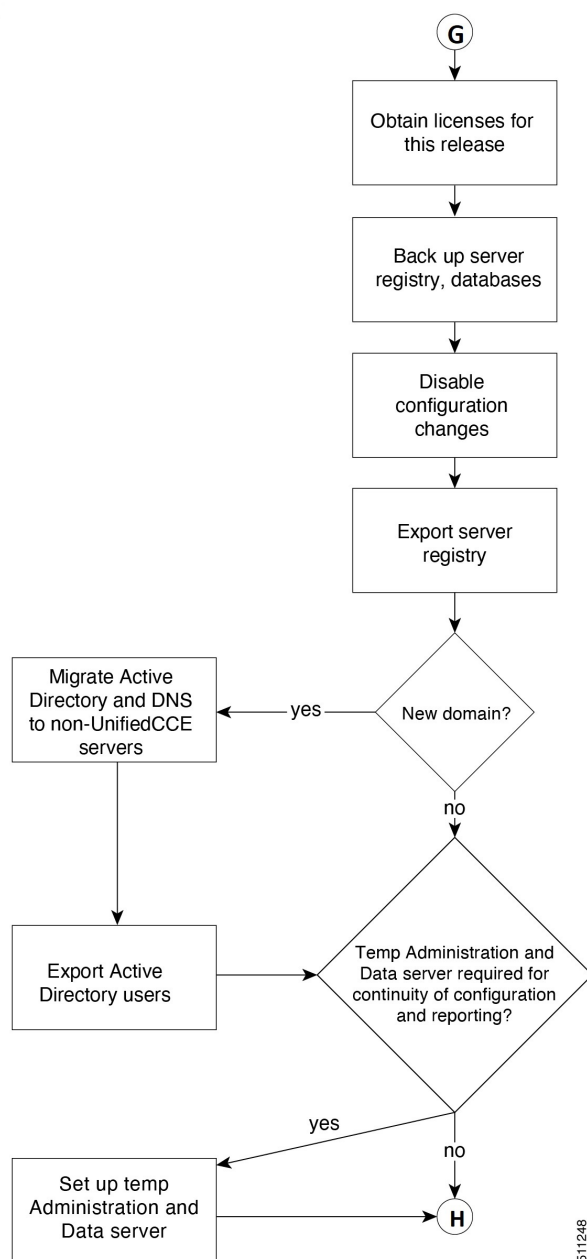 G
Obtain licenses for
this release
Back up server
registry, databases
Disable
configuration
changes
Export server
registry
New domain?
yes
Migrate Active
Directory and DNS
to non-UnifiedCCE
servers
no
Export Active
Directory users
Temp Administration and
Data server required for
continuity of configuration
and reporting?
yes
no
Set up temp
Administration and
Data server
H
511248